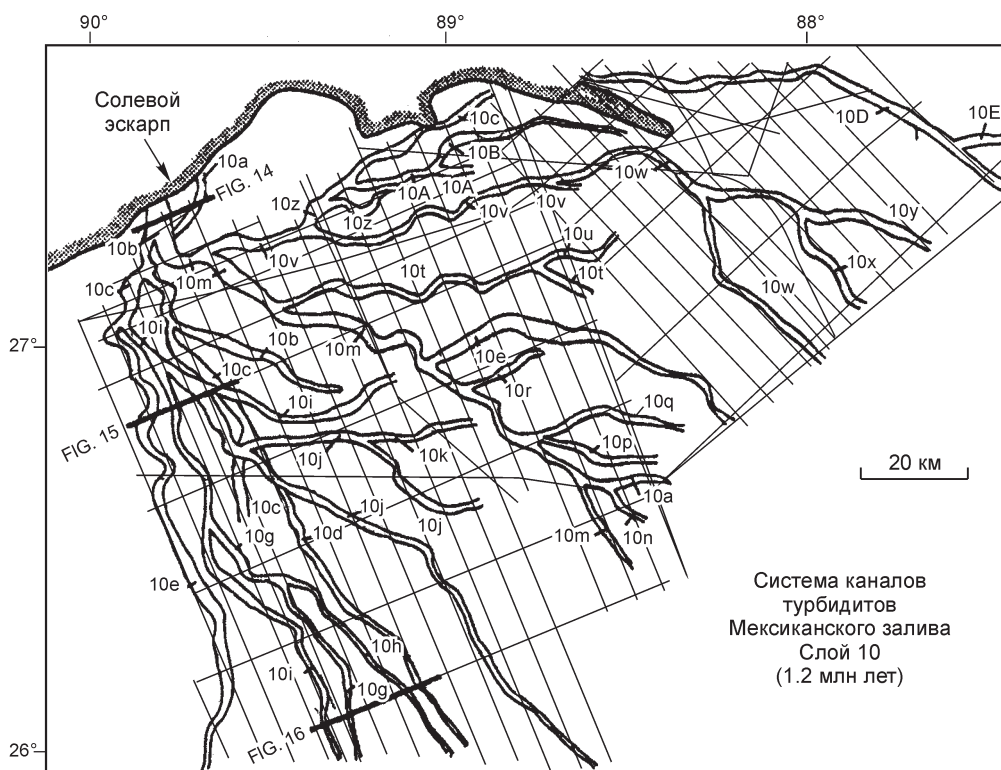 90°
89°
88°
Солевой
эскарп
10a
FIG. 14
10c
10B
10D
10E
10A
10A
10w
10z
10z
10v
10v
10v
10y
10b
10m
10u
10t
10t
10x
10w
10c
10i
27°
10b
10m
10e
10c
10i
10r
10q
FIG. 15
10j
10k
10p
20 км
10c
10j
10j
10a
10g
10d
10m
10n
10e
Система каналов
турбидитов
Мексиканского залива
Слой 10
(1.2 млн лет)
10h
10i
10g
FIG. 16
26°